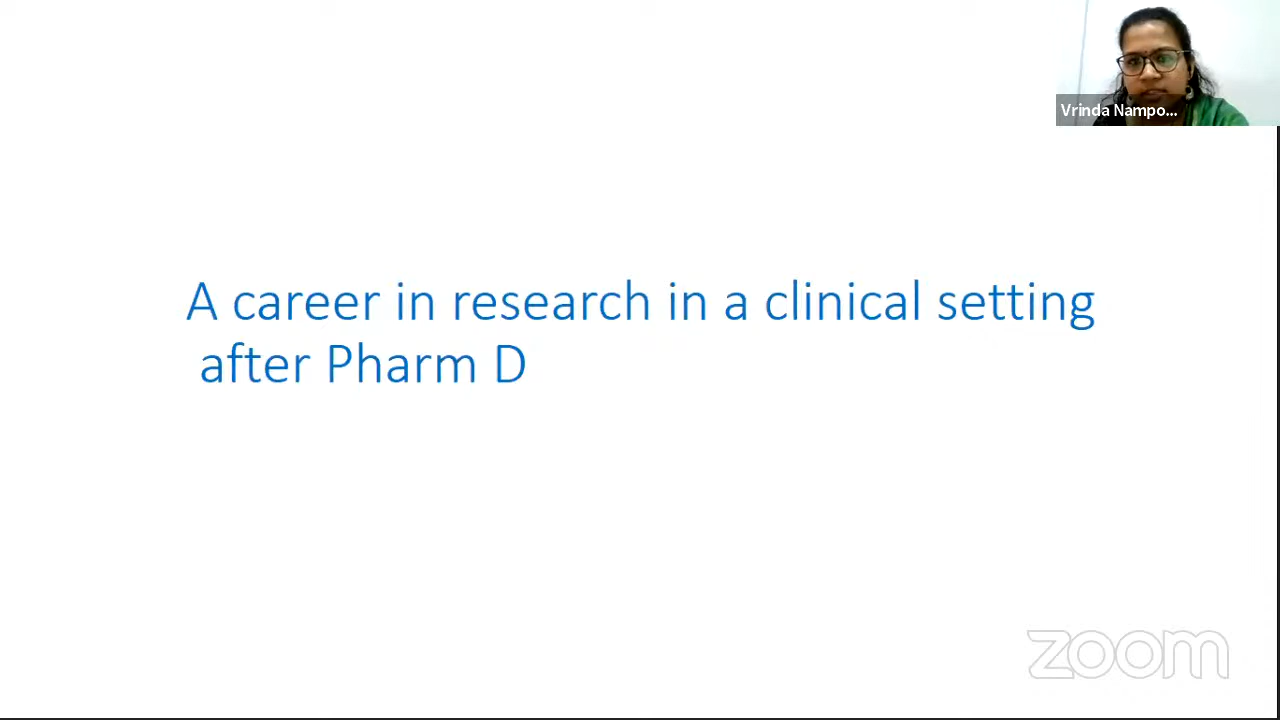 Vrinda Nampo...
A career in research in a clinical setting
after Pharm D
zoom